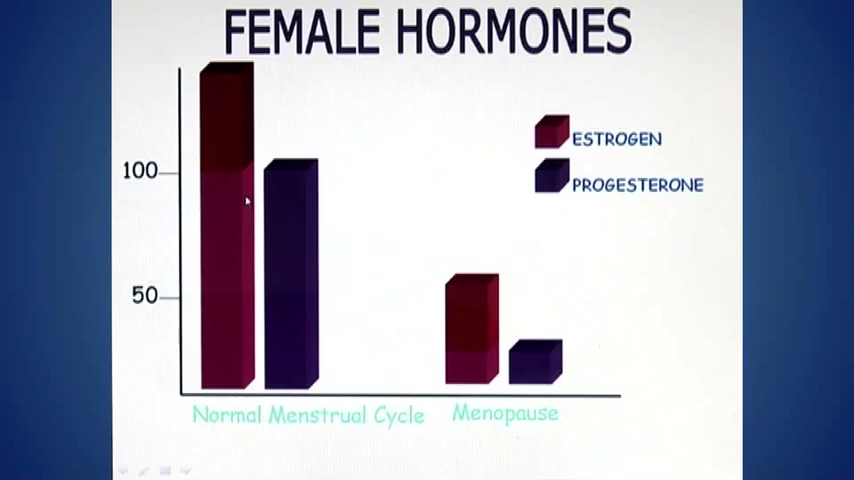 FEMALE HORMONES
ESTROGEN
100
PROGESTERONE
50
Normal Menstrual Cycle
Menopause